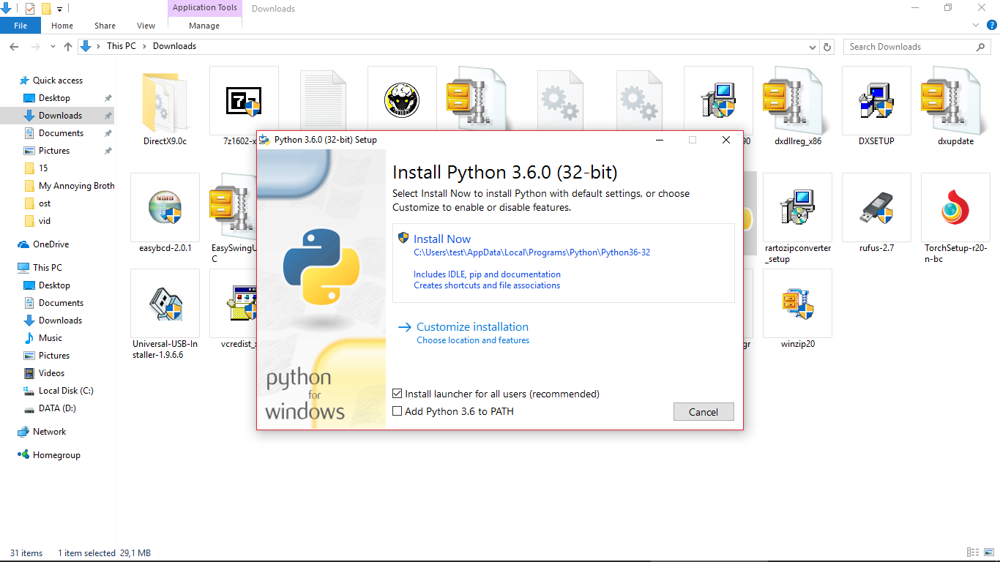 Application Tools
Downloads
File
Home
Share
View
Manage
This PC
Downloads
Search Downloads
Quick access
Desktop
Downloads
Documents
Pictures
15
My Annoying Broth
ost
vid
OneDrive
This PC
Desktop
Documents
Downloads
Music
Pictures
Videos
Local Disk (C:)
DATA (D:)
Network
Homegroup
DirectX9.0c
7z1602-x
90
dxdllreg_x86
DXSETUP
dxupdate
easybcd-2.0.1
EasySwingU
C
rartozipconverter
_setup
rufus-2.7
TorchSetup-r20-
n-bc
Universal-USB-In
staller-1.9.6.6
vcredist_x
gr
winzip20
Python 3.6.0 (32-bit) Setup
Install Python 3.6.0 (32-bit)
Select Install Now to install Python with default settings, or choose
Customize to enable or disable features.
Install Now
C:\Users\test\AppData\Local\Programs\Python\Python36-32
Includes IDLE, pip and documentation
Creates shortcuts and file associations
Customize installation
Choose location and features
Install launcher for all users (recommended)
Add Python 3.6 to PATH
Cancel
python
for
windows
31 items
1 item selected 29,1 MB